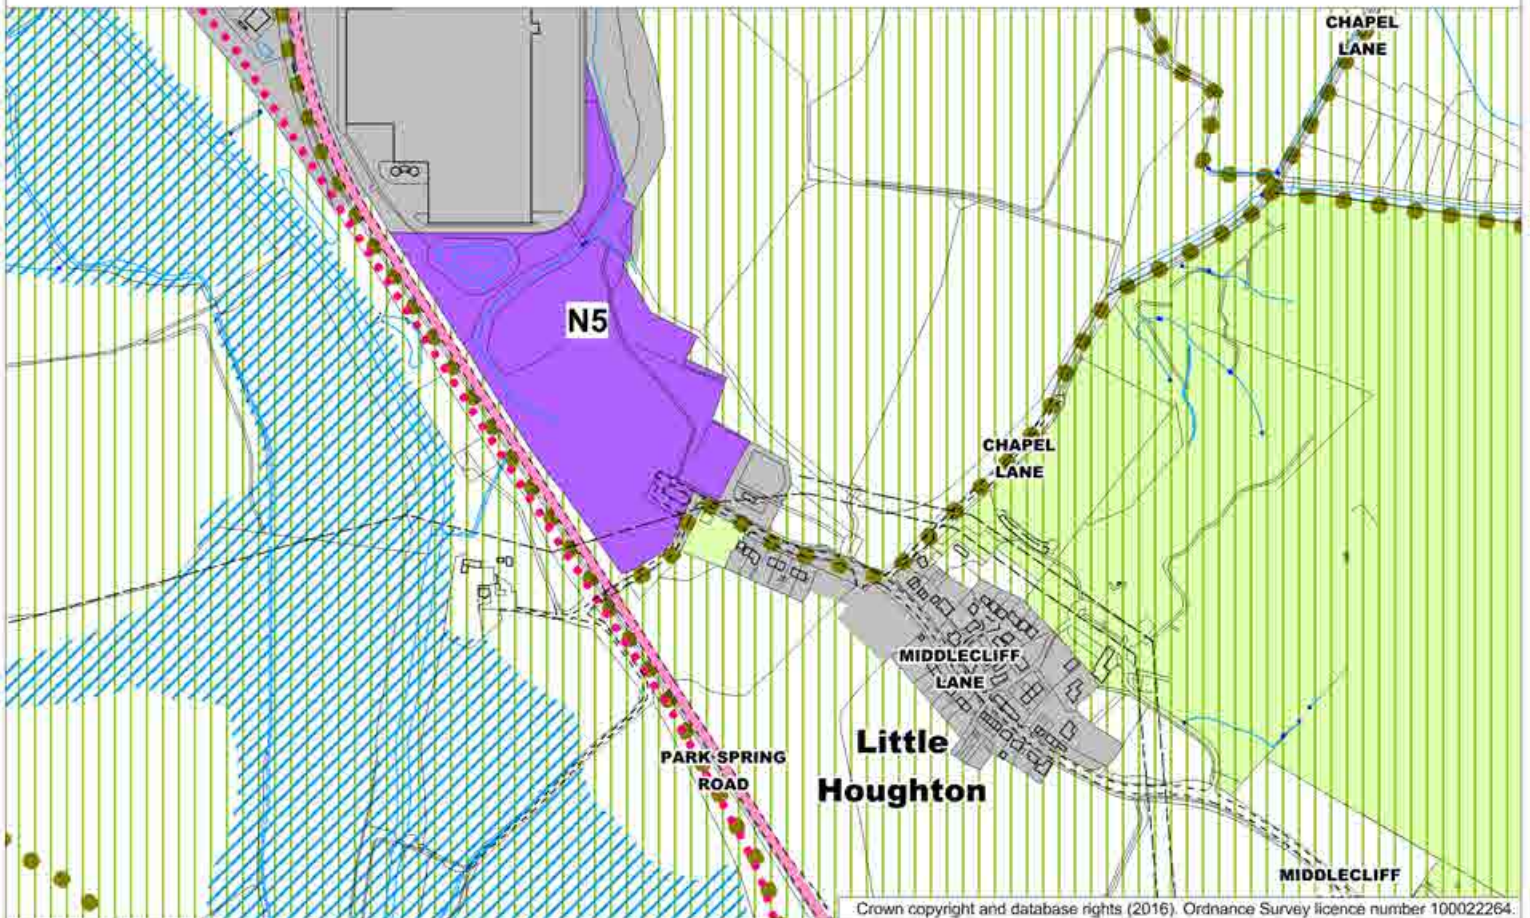 CHAPEL
LANE
N5
CHAPEL
LANE
MIDDLECLIFF
LANE
Little
Houghton
PARK SPRING
ROAD
MIDDLECLIFF
Crown copyright and database rights (2016). Ordnance Survey licence number 100022264.